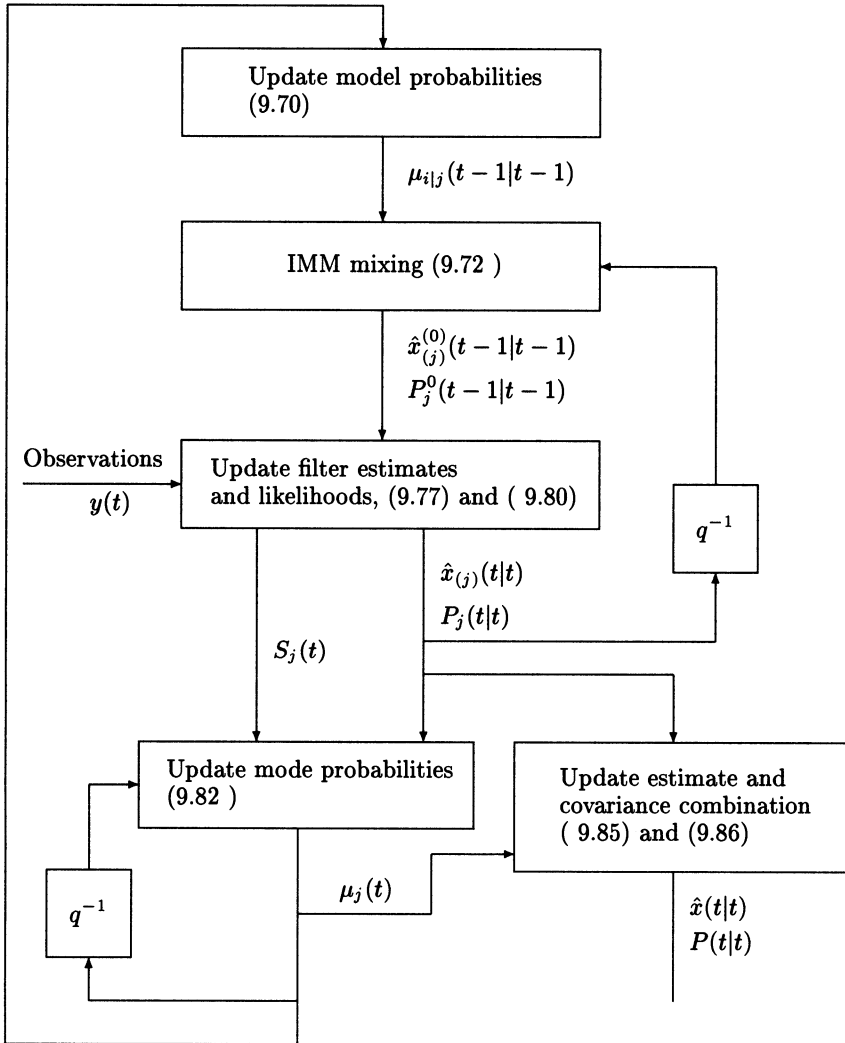 Update model probabilities
(9.70)
μ_{i|j}(t − 1|t − 1)
IMM mixing (9.72 )
x̂_{(j)}^{(0)}(t − 1|t − 1)
P_j^0(t − 1|t − 1)
Observations
y(t)
Update filter estimates
and likelihoods, (9.77) and ( 9.80)
q^{−1}
x̂_{(j)}(t|t)
P_j(t|t)
S_j(t)
Update mode probabilities
(9.82 )
Update estimate and
covariance combination
( 9.85) and (9.86)
μ_j(t)
q^{−1}
x̂(t|t)
P(t|t)